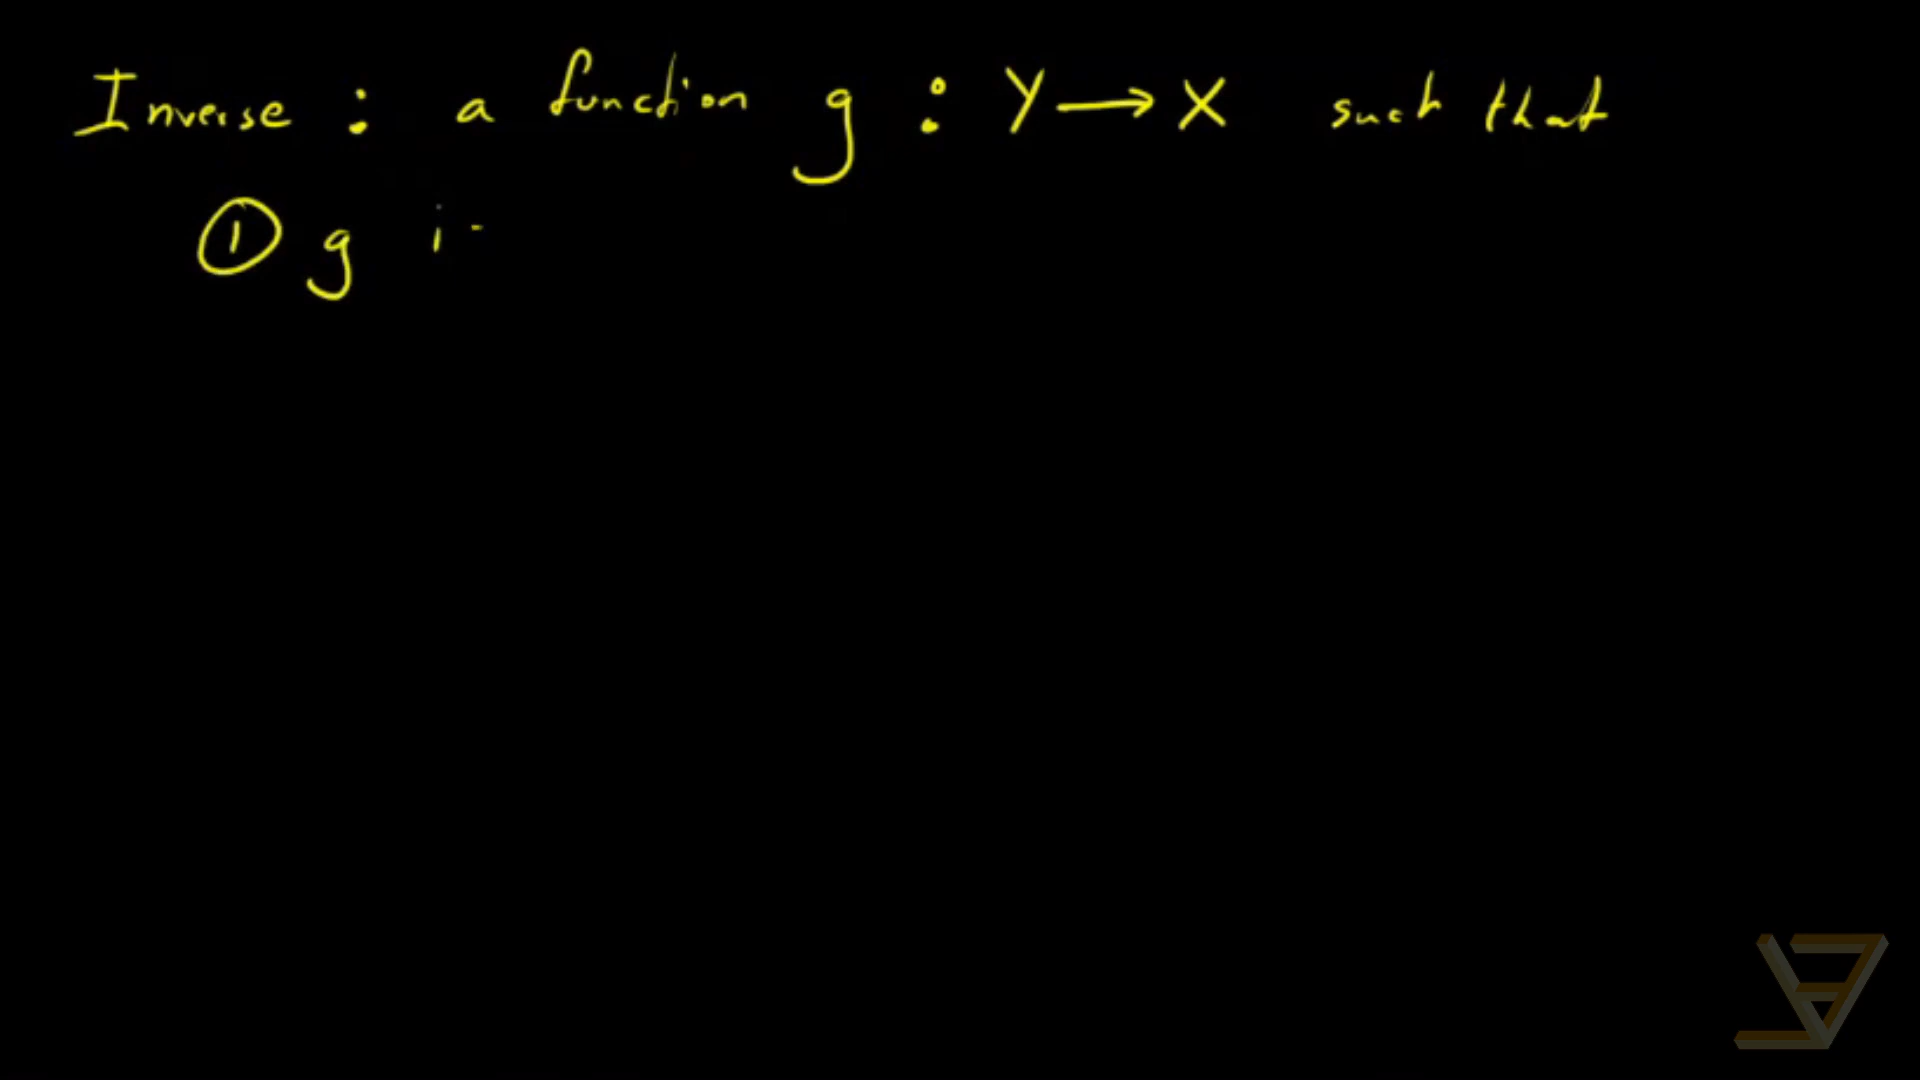 Inverse : a function g : Y → X such that
① g i